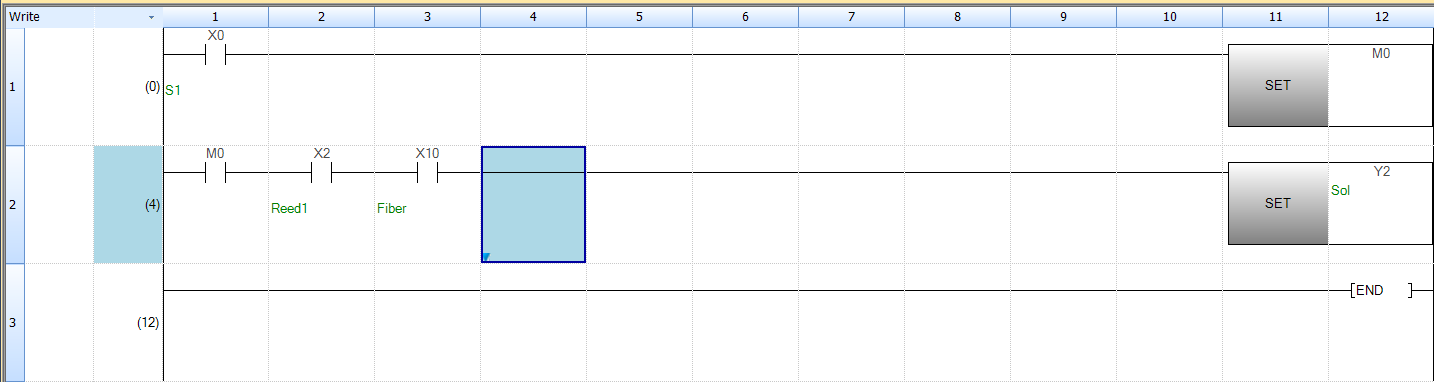 Write 1 2 3 4 5 6 7 8 9 10 11 12
X0 M0
1 (0) S1 SET
M0 X2 X10 Y2
2 (4) Reed1 Fiber SET Sol
[END ]
3 (12)